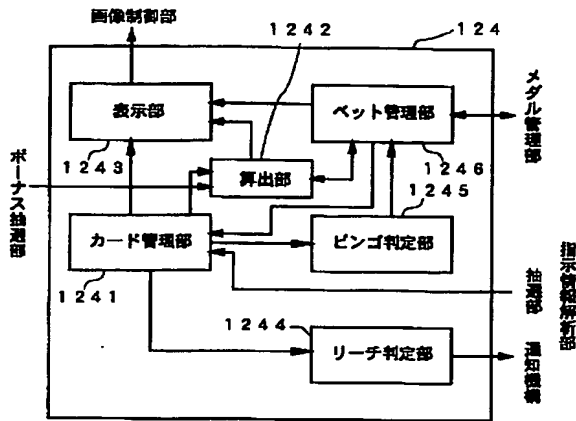 画像制御部
1242
124
表示部
ベット管理部
メダル管理部
1243
算出部
1246
ボーナス抽選部
1245
カード管理部
ビンゴ判定部
1241
抽選部
指示情報解析部
1244
リーチ判定部
通知機構